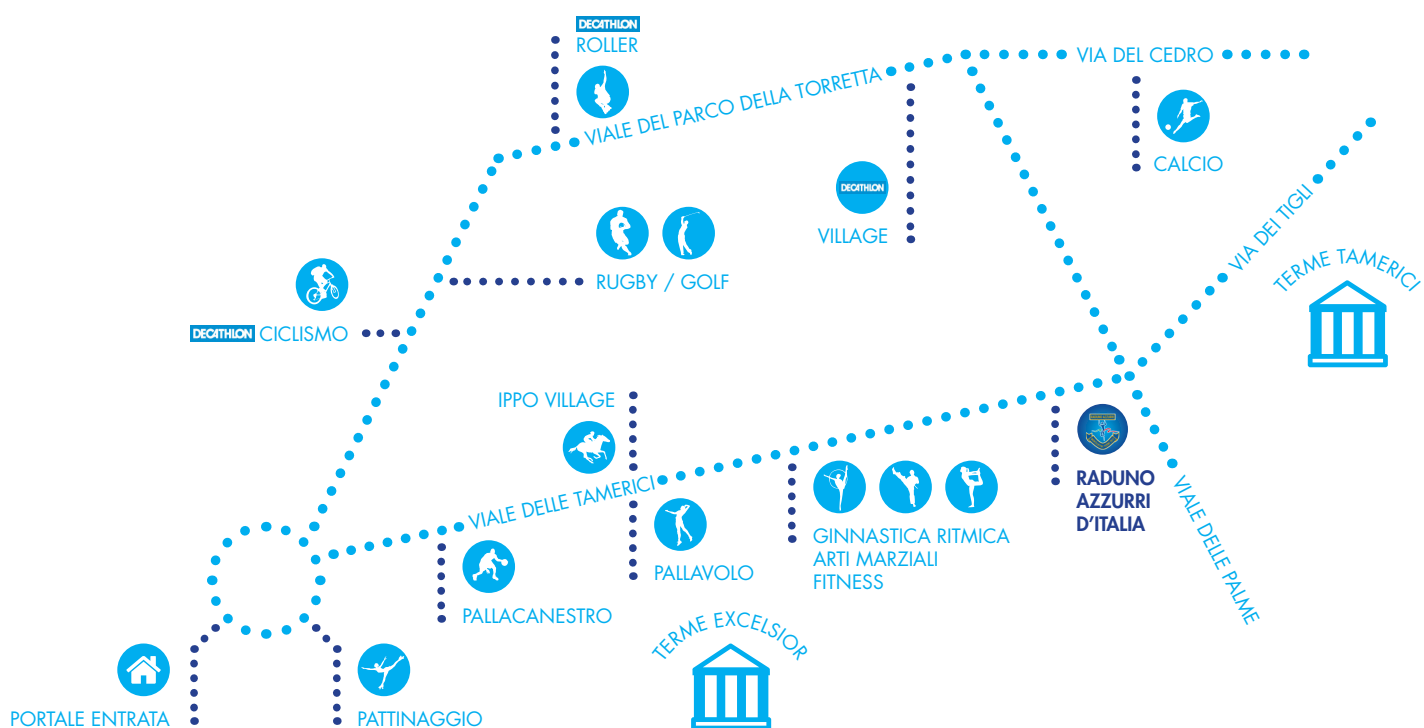 DECATHLON
ROLLER
VIA DEL CEDRO
VIALE DEL PARCO DELLA TORRETTA
CALCIO
DECATHLON
VILLAGE
VIA DEI TIGLI
RUGBY / GOLF
TERME TAMERICI
DECATHLON CICLISMO
IPPO VILLAGE
VIALE DELLE TAMERICI
RADUNO
AZZURRI
D'ITALIA
VIALE DELLE PALME
GINNASTICA RITMICA
ARTI MARZIALI
FITNESS
PALLAVOLO
PALLACANESTRO
TERME EXCELSIOR
PORTALE ENTRATA
PATTINAGGIO